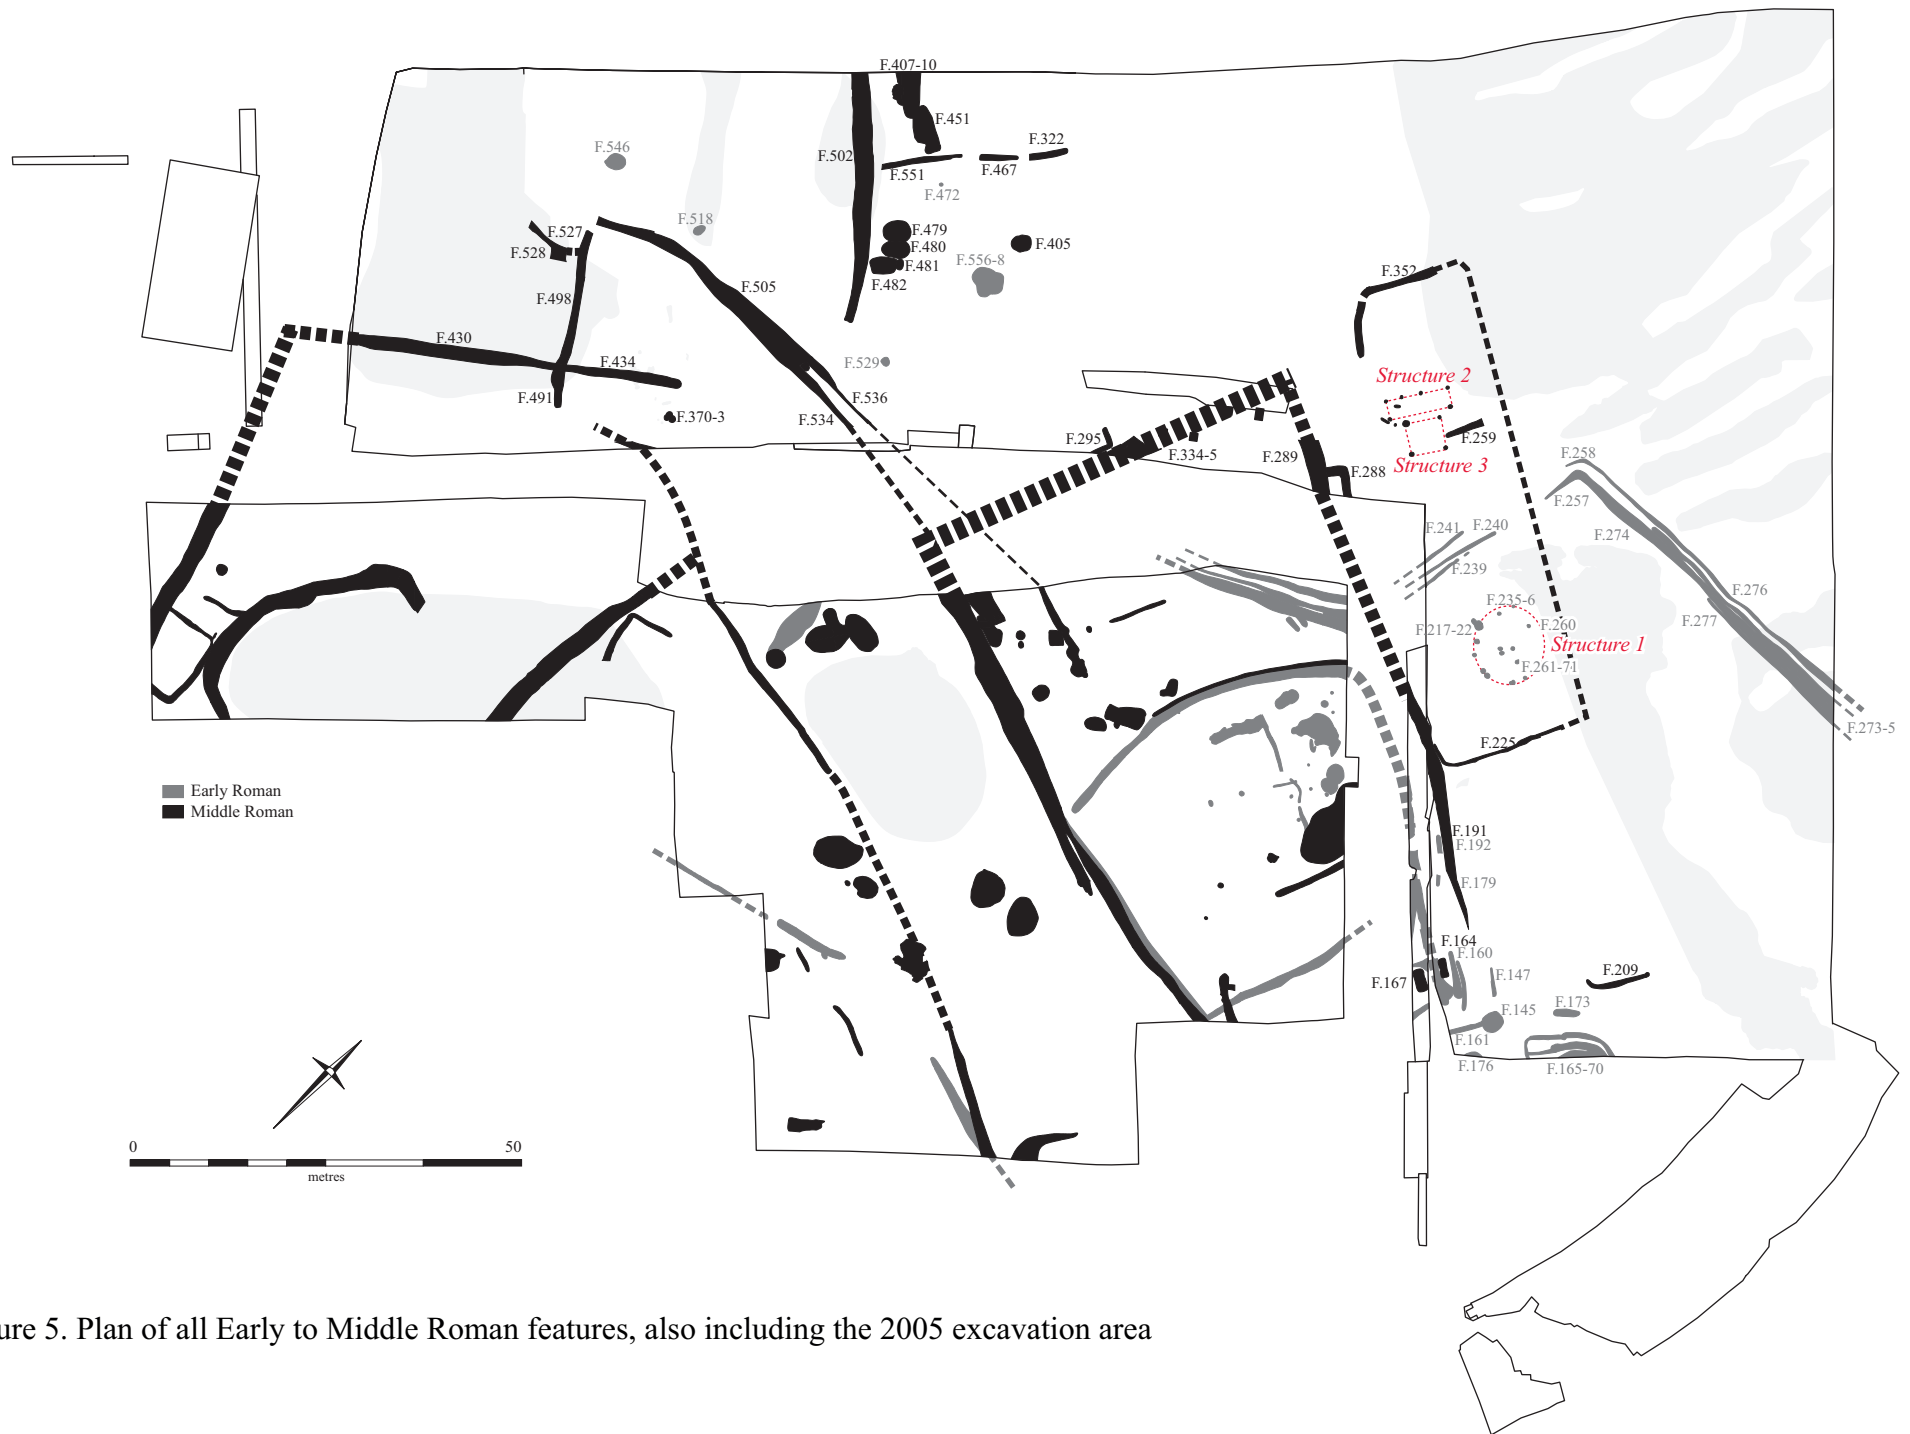 F.407-10
F.451
F.322
F.502
F.551
F.467
F.546
F.472
F.518
F.527
F.528
F.479
F.480
F.405
F.481
F.556-8
F.482
F.352
F.498
F.505
F.430
F.434
F.529
Structure 2
F.491
F.536
F.370-3
F.534
F.295
F.334-5
F.289
F.288
F.259
Structure 3
F.258
F.257
F.241
F.240
F.274
F.239
F.276
F.235-6
F.260
F.277
F.217-22
Structure 1
F.261-71
F.273-5
F.225
Early Roman
Middle Roman
F.191
F.192
F.179
F.164
F.160
F.167
F.147
F.209
F.173
F.145
F.161
F.176
F.165-70
0 50
metres
ure 5. Plan of all Early to Middle Roman features, also including the 2005 excavation area